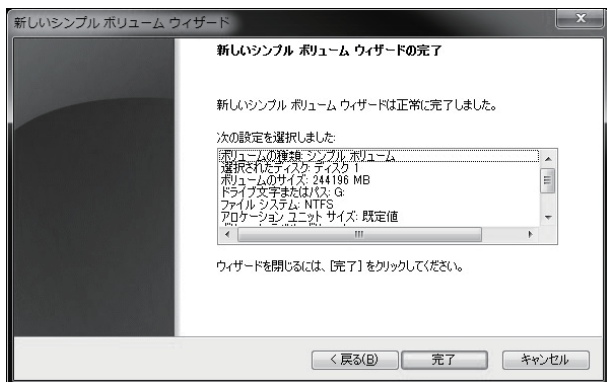 新しいシンプル ボリューム ウィザード
新しいシンプル ボリューム ウィザードの完了
新しいシンプル ボリューム ウィザードは正常に完了しました。
次の設定を選択しました:
ボリュームの種類: シンプル ボリューム
選択されたディスク: ディスク 1
ボリュームのサイズ: 244196 MB
ドライブ文字またはパス: G:
ファイル システム: NTFS
アロケーション ユニット サイズ: 既定値
ウィザードを閉じるには、[完了] をクリックしてください。
< 戻る(B)
完了
キャンセル